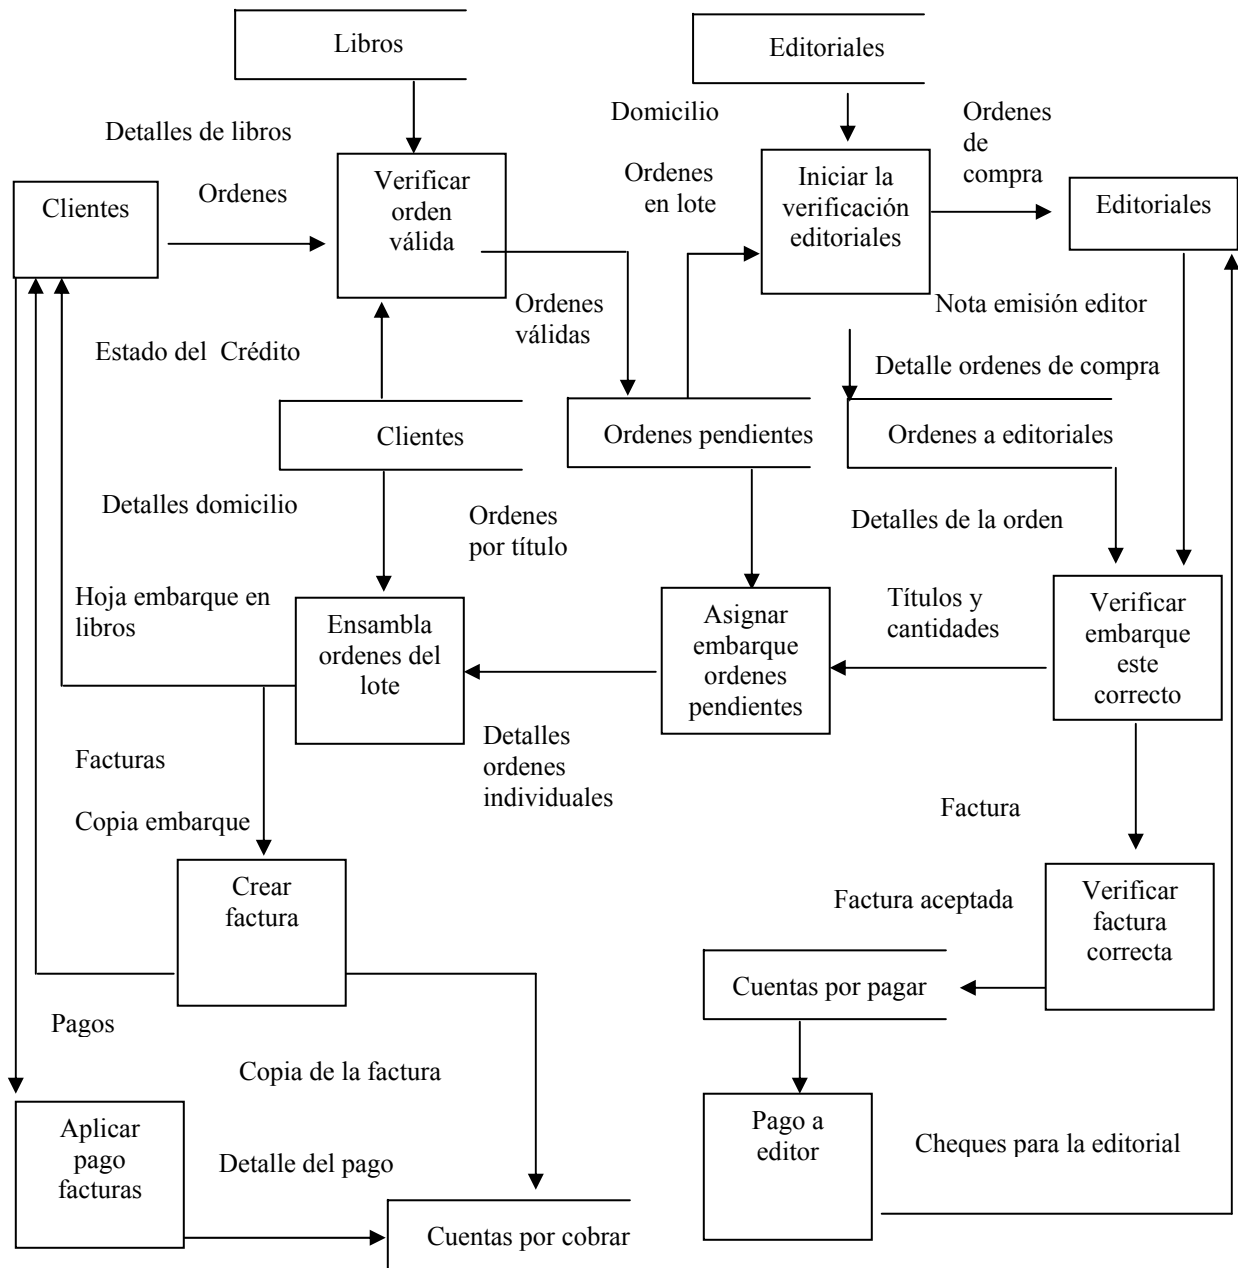 Libros
Editoriales
Detalles de libros
Domicilio
Ordenes
de
compra
Clientes
Ordenes
Verificar
orden
válida
Ordenes
en lote
Iniciar la
verificación
editoriales
Editoriales
Estado del Crédito
Ordenes
válidas
Nota emisión editor
Detalle ordenes de compra
Clientes
Ordenes pendientes
Ordenes a editoriales
Detalles domicilio
Ordenes
por título
Detalles de la orden
Hoja embarque en
libros
Ensambla
ordenes del
lote
Asignar
embarque
ordenes
pendientes
Títulos y
cantidades
Verificar
embarque
este
correcto
Detalles
ordenes
individuales
Facturas
Copia embarque
Factura
Crear
factura
Factura aceptada
Verificar
factura
correcta
Cuentas por pagar
Pagos
Copia de la factura
Aplicar
pago
facturas
Detalle del pago
Pago a
editor
Cheques para la editorial
Cuentas por cobrar